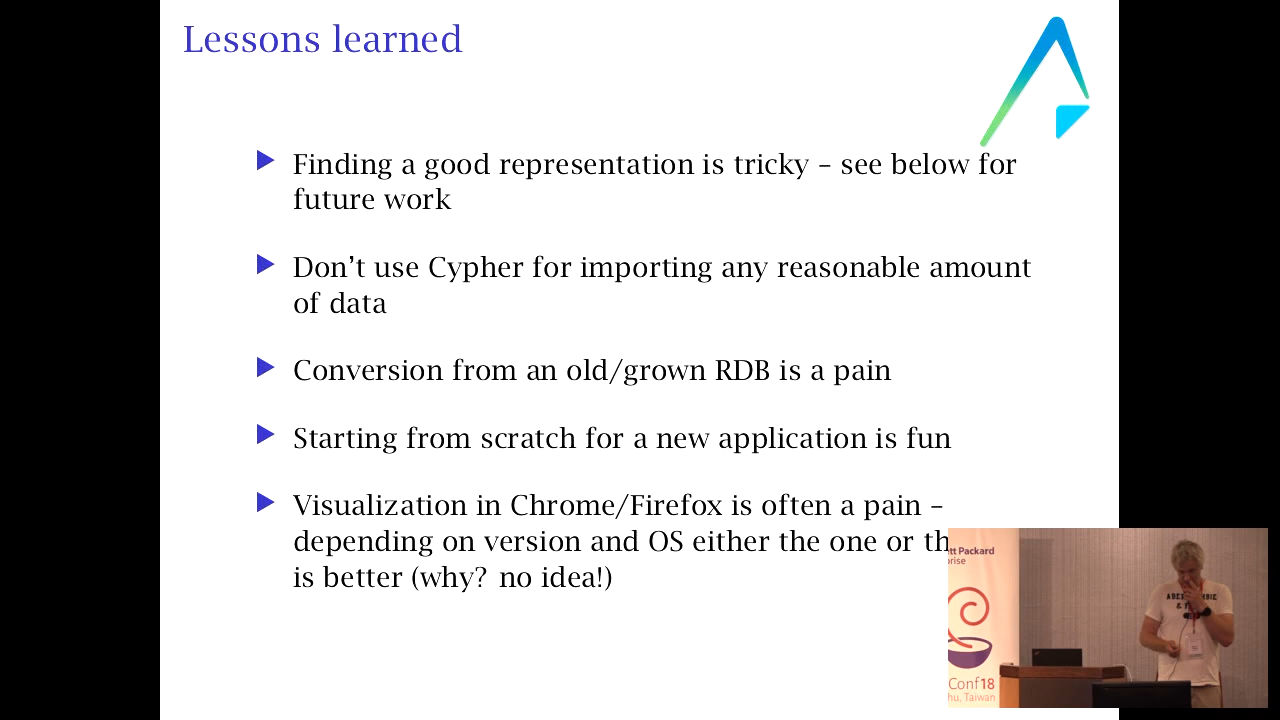 Lessons learned
Finding a good representation is tricky – see below for
future work
Don't use Cypher for importing any reasonable amount
of data
Conversion from an old/grown RDB is a pain
Starting from scratch for a new application is fun
Visualization in Chrome/Firefox is often a pain –
depending on version and OS either the one or th
is better (why? no idea!)
tt Packard
rise
Conf18
hu, Taiwan